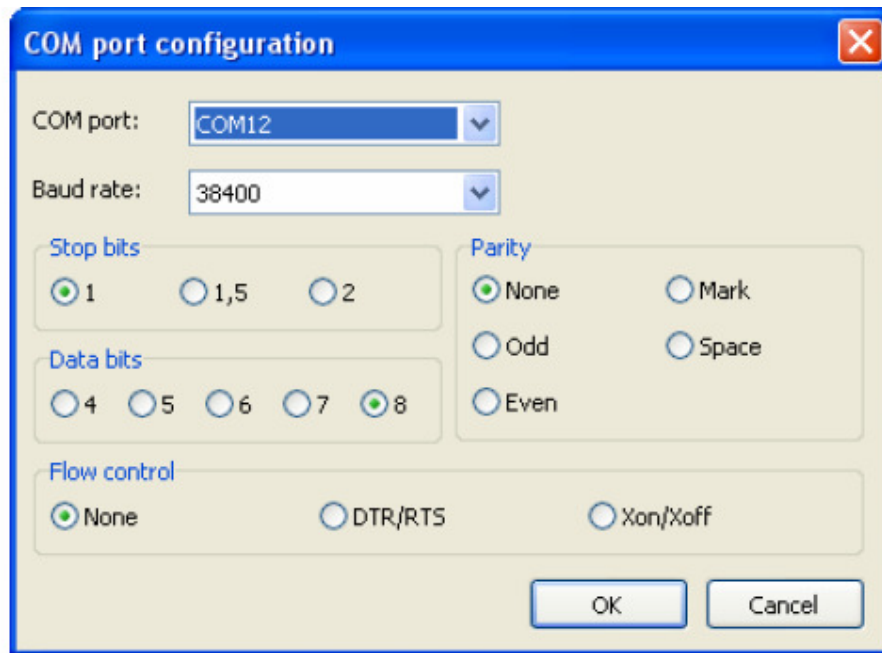 COM port configuration
COM port: COM12
Baud rate: 38400
Stop bits
1 1,5 2
Data bits
4 5 6 7 8
Parity
None Mark
Odd Space
Even
Flow control
None DTR/RTS Xon/Xoff
OK Cancel